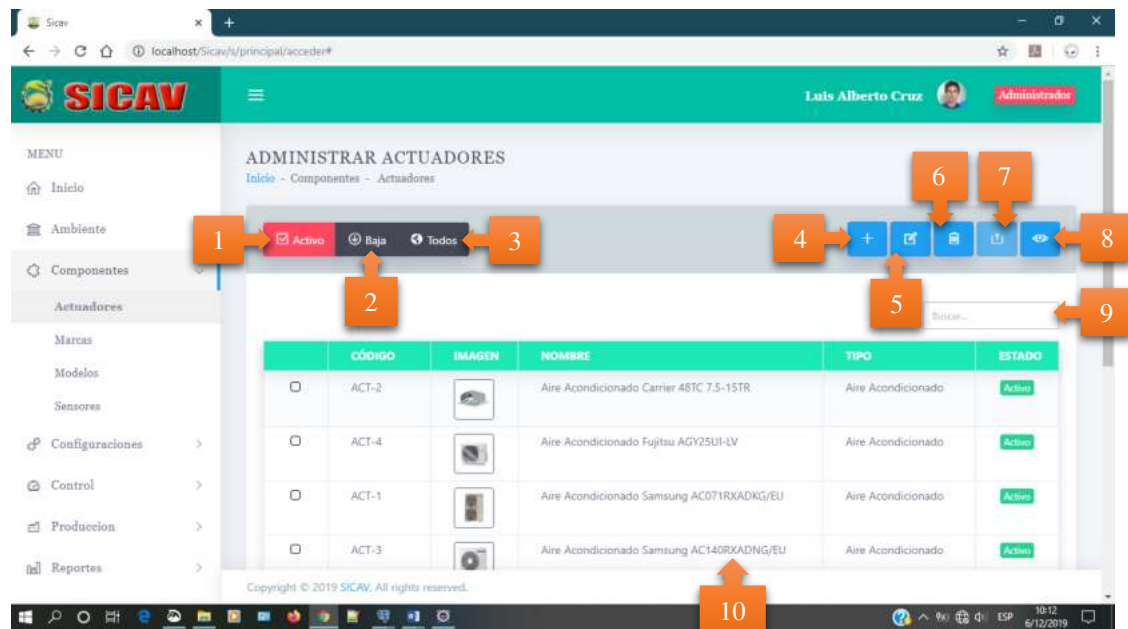 Sicav
localhost/Sicav/s/principal/acceder#
SICAV
Luis Alberto Cruz
Administrador
MENU
Inicio
Ambiente
Componentes
Actuadores
Marcas
Modelos
Sensores
Configuraciones
Control
Produccion
Reportes
ADMINISTRAR ACTUADORES
Inicio - Componentes - Actuadores
6
7
1
Activo
Baja
Todos
3
4
8
2
5
Buscar...
9
CÓDIGO IMAGEN NOMBRE TIPO ESTADO
ACT-2 Aire Acondicionado Carrier 48TC 7.5-15TR Aire Acondicionado Activo
ACT-4 Aire Acondicionado Fujitsu AGY25UI-LV Aire Acondicionado Activo
ACT-1 Aire Acondicionado Samsung AC071RXADKG/EU Aire Acondicionado Activo
ACT-3 Aire Acondicionado Samsung AC140RXADNG/EU Aire Acondicionado Activo
Copyright © 2019 SICAV, All rights reserved.
10
ESP
10:12
6/12/2019